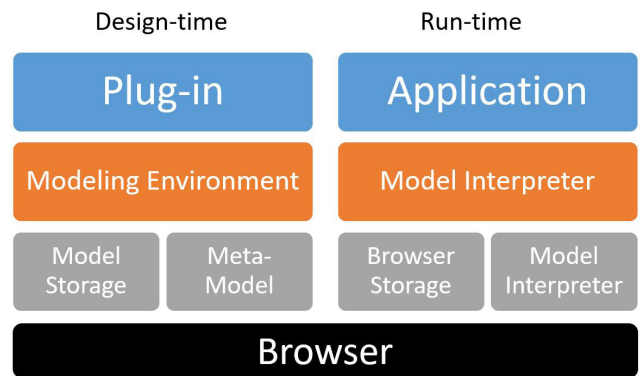 Design-time Run-time
Plug-in Application
Modeling Environment Model Interpreter
Model Meta- Browser Model
Storage Model Storage Interpreter
Browser